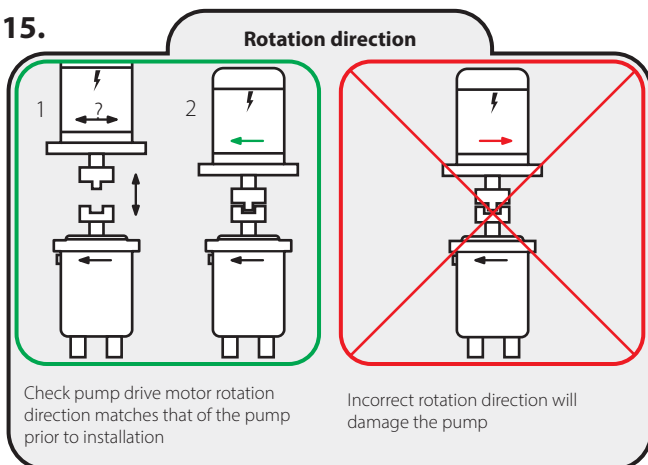 15.
Rotation direction
1
?
2
Check pump drive motor rotation
direction matches that of the pump
prior to installation
Incorrect rotation direction will
damage the pump